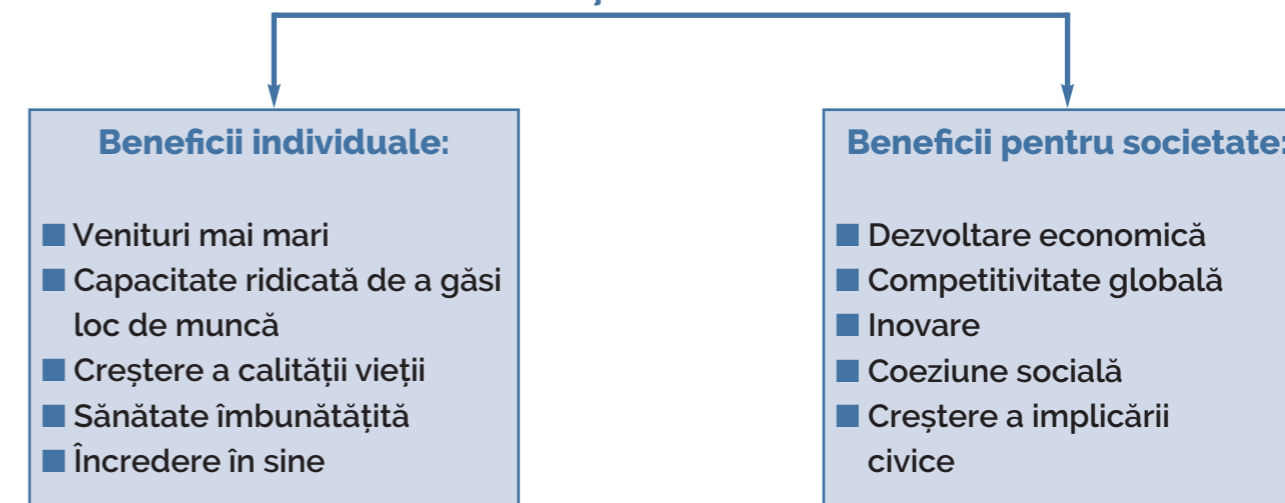 Beneficii individuale:
Venituri mai mari
Capacitate ridicată de a găsi
loc de muncă
Creștere a calității vieții
Sănătate îmbunătățită
Încredere în sine
Beneficii pentru societate:
Dezvoltare economică
Competitivitate globală
Inovare
Coeziune socială
Creștere a implicării
civice